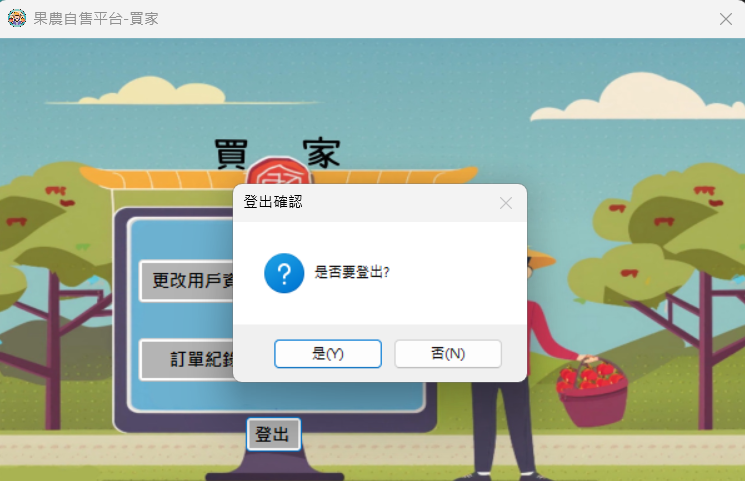 果農自售平台-買家
買 家
登出確認
是否要登出?
更改用戶
訂單紀錄
是(Y)
否(N)
登出